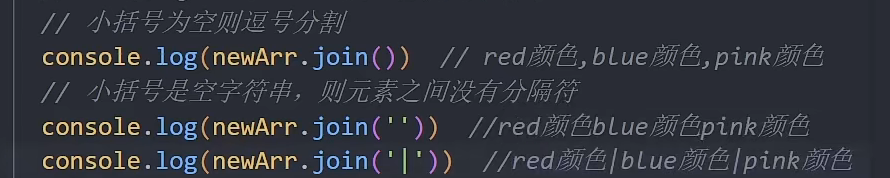 // 小括号为空则逗号分割
console.log(newArr.join()) // red颜色,blue颜色,pink颜色
// 小括号是空字符串，则元素之间没有分隔符
console.log(newArr.join('')) //red颜色blue颜色pink颜色
console.log(newArr.join('|')) //red颜色|blue颜色|pink颜色